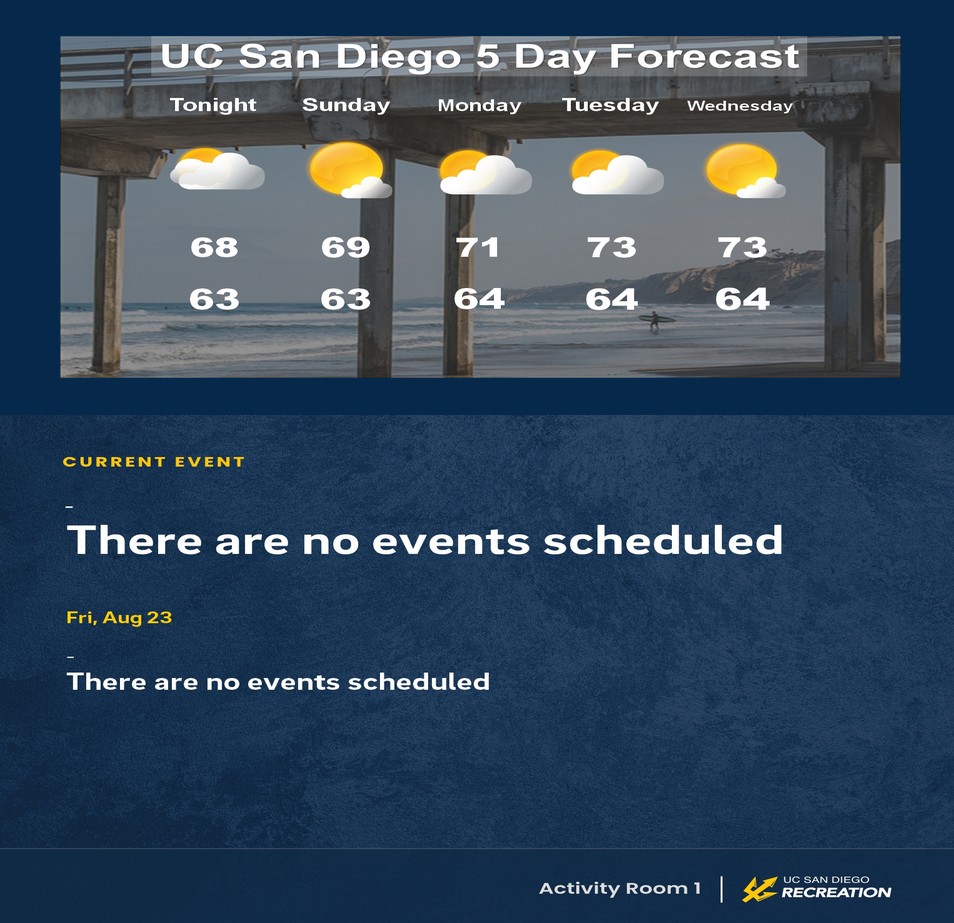 UC San Diego 5 Day Forecast
Tonight Sunday Monday Tuesday Wednesday
68 69 71 73 73
63 63 64 64 64
CURRENT EVENT
–
There are no events scheduled
Fri, Aug 23
–
There are no events scheduled
Activity Room 1
UC SAN DIEGO
RECREATION